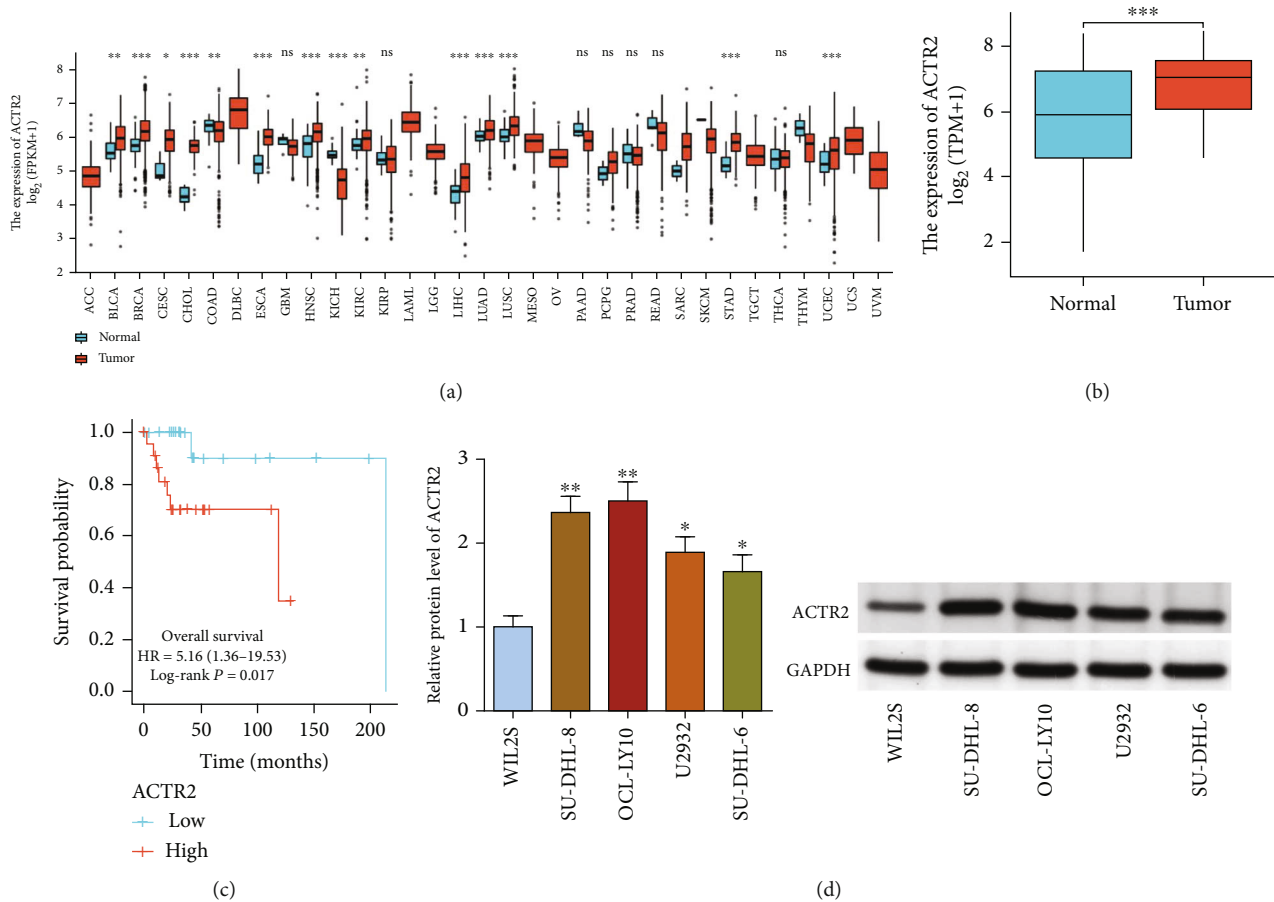 The expression of ACTR2
log2 (FPKM+1)
8
7
6
5
4
3
2
** *** * *** ** *** ns *** *** ** ns *** *** *** ns ns ns ns *** ns ***
ACC
BLCA
BRCA
CESC
CHOL
COAD
DLBC
ESCA
GBM
HNSC
KICH
KIRC
KIRP
LAML
LGG
LIHC
LUAD
LUSC
MESO
OV
PAAD
PCPG
PRAD
READ
SARC
SKCM
STAD
TGCT
THCA
THYM
UCEC
UCS
UVM
Normal
Tumor
(a)
The expression of ACTR2
log2 (TPM+1)
8
6
4
2
***
Normal Tumor
(b)
Survival probability
1.0
0.8
0.6
0.4
0.2
0.0
Overall survival
HR = 5.16 (1.36–19.53)
Log-rank P = 0.017
0 50 100 150 200
Time (months)
ACTR2
Low
High
(c)
Relative protein level of ACTR2
3
2
1
0
** ** * *
WIL2S
SU-DHL-8
OCL-LY10
U2932
SU-DHL-6
ACTR2
GAPDH
WIL2S
SU-DHL-8
OCL-LY10
U2932
SU-DHL-6
(d)